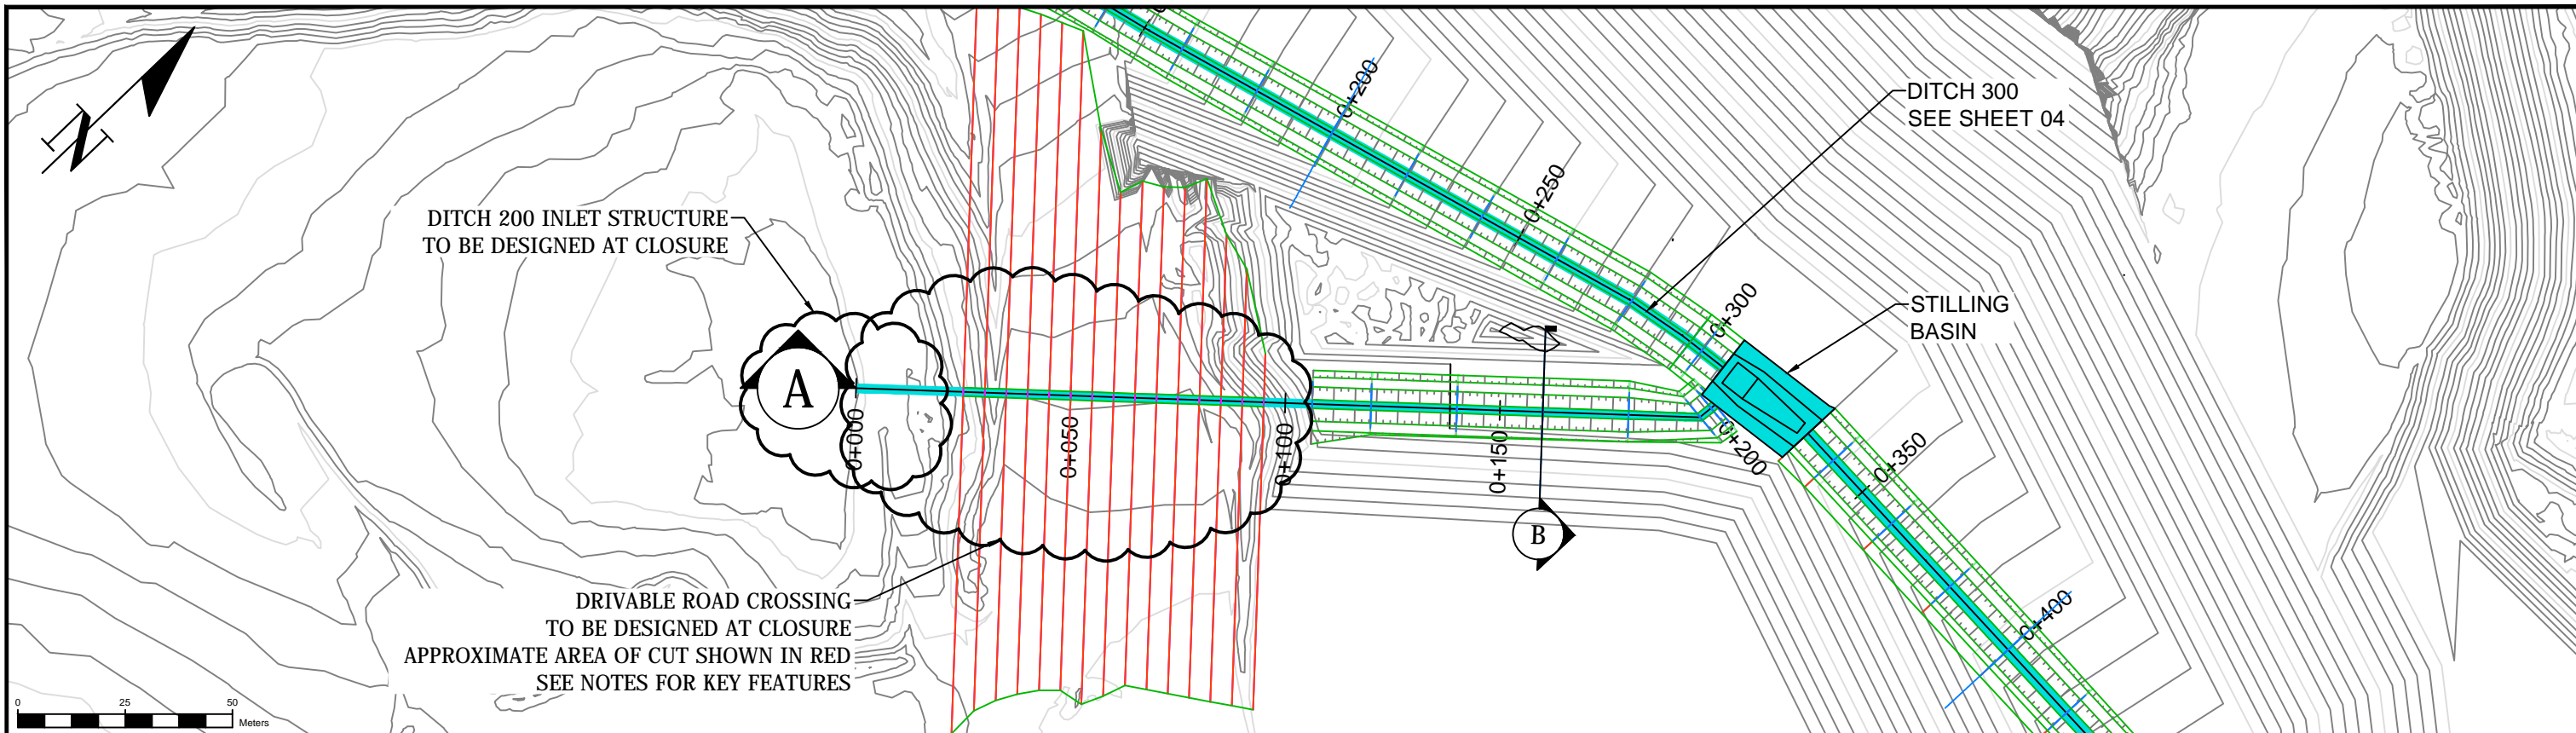 N
DITCH 300
SEE SHEET 04
0+200
0+250
DITCH 200 INLET STRUCTURE
TO BE DESIGNED AT CLOSURE
0+300
STILLING
BASIN
A
0+000
0+050
0+100
0+150
0+200
0+350
B
0+400
DRIVABLE ROAD CROSSING
TO BE DESIGNED AT CLOSURE
APPROXIMATE AREA OF CUT SHOWN IN RED
SEE NOTES FOR KEY FEATURES
0 25 50
Meters